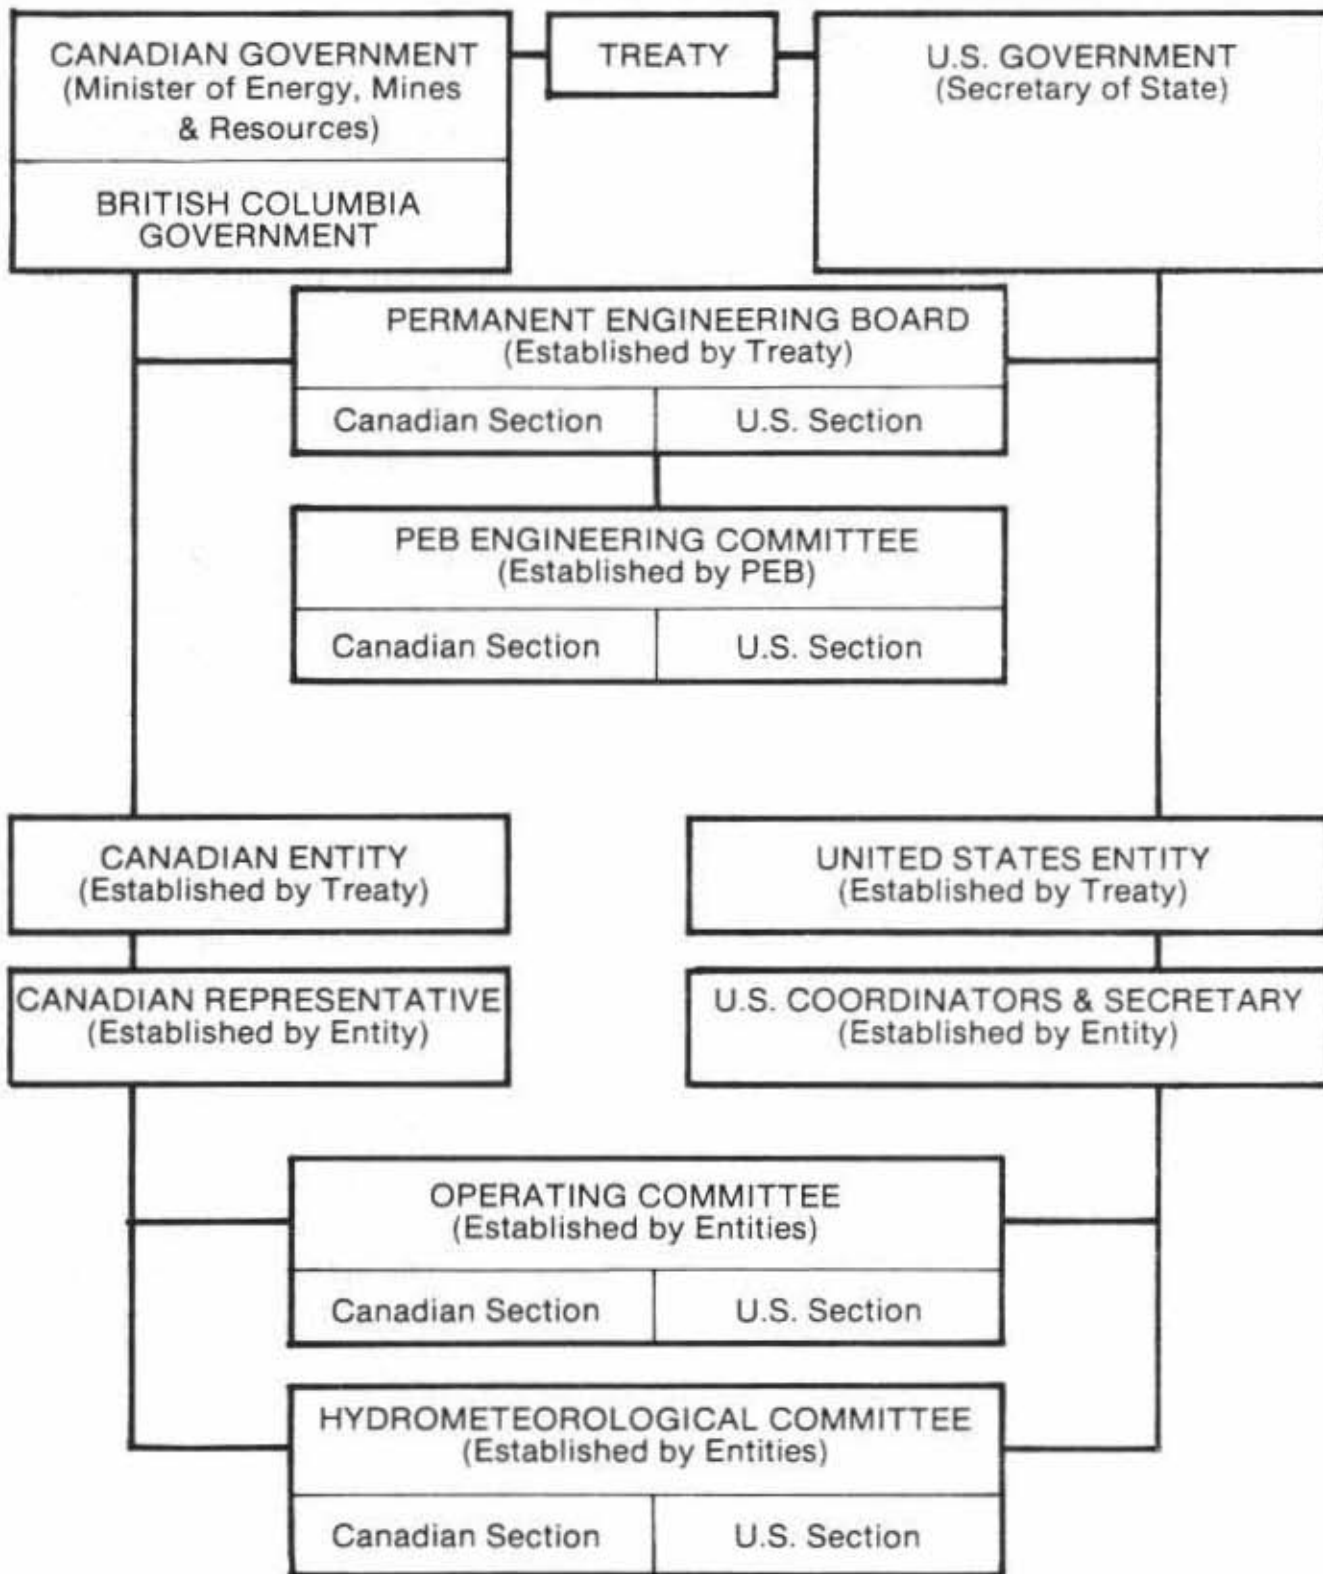 CANADIAN GOVERNMENT
(Minister of Energy, Mines
& Resources)
BRITISH COLUMBIA
GOVERNMENT
TREATY
U.S. GOVERNMENT
(Secretary of State)
PERMANENT ENGINEERING BOARD
(Established by Treaty)
Canadian Section
U.S. Section
PEB ENGINEERING COMMITTEE
(Established by PEB)
Canadian Section
U.S. Section
CANADIAN ENTITY
(Established by Treaty)
UNITED STATES ENTITY
(Established by Treaty)
CANADIAN REPRESENTATIVE
(Established by Entity)
U.S. COORDINATORS & SECRETARY
(Established by Entity)
OPERATING COMMITTEE
(Established by Entities)
Canadian Section
U.S. Section
HYDROMETEOROLOGICAL COMMITTEE
(Established by Entities)
Canadian Section
U.S. Section